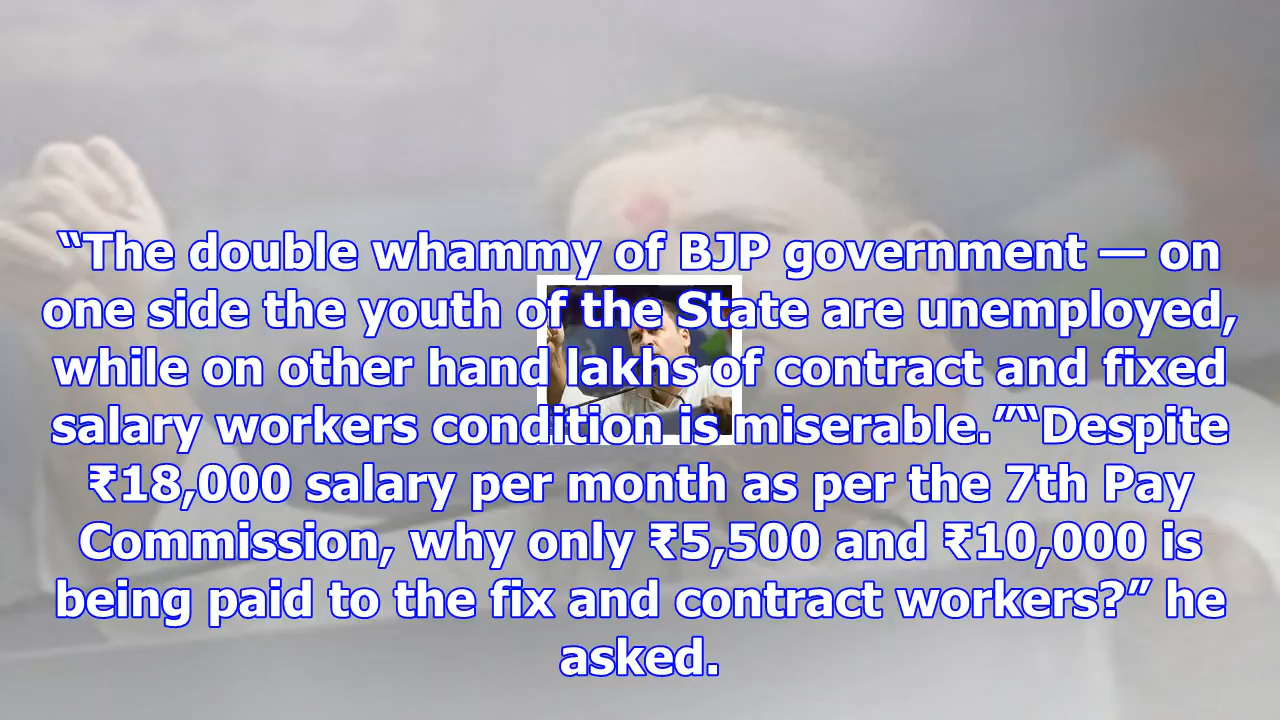 “The double whammy of BJP government — on
one side the youth of the State are unemployed,
while on other hand lakhs of contract and fixed
salary workers condition is miserable.”“Despite
₹18,000 salary per month as per the 7th Pay
Commission, why only ₹5,500 and ₹10,000 is
being paid to the fix and contract workers?” he
asked.